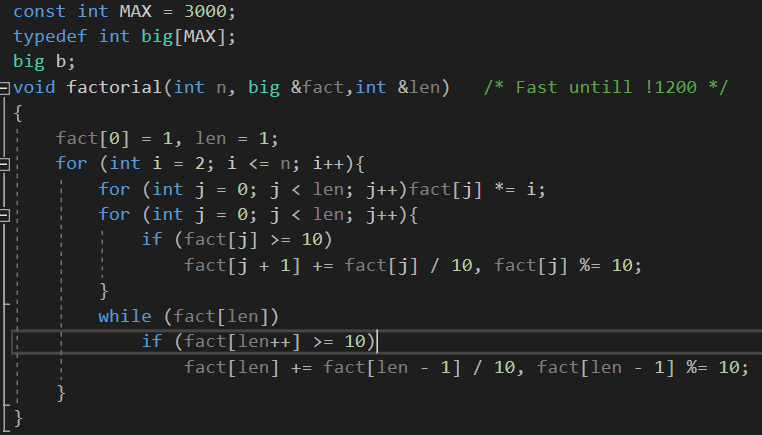 const int MAX = 3000;
typedef int big[MAX];
big b;
void factorial(int n, big &fact,int &len)   /* Fast untill !1200 */
{
    fact[0] = 1, len = 1;
    for (int i = 2; i <= n; i++){
        for (int j = 0; j < len; j++)fact[j] *= i;
        for (int j = 0; j < len; j++){
            if (fact[j] >= 10)
                fact[j + 1] += fact[j] / 10, fact[j] %= 10;
        }
        while (fact[len])
            if (fact[len++] >= 10)
                fact[len] += fact[len - 1] / 10, fact[len - 1] %= 10;
    }
}